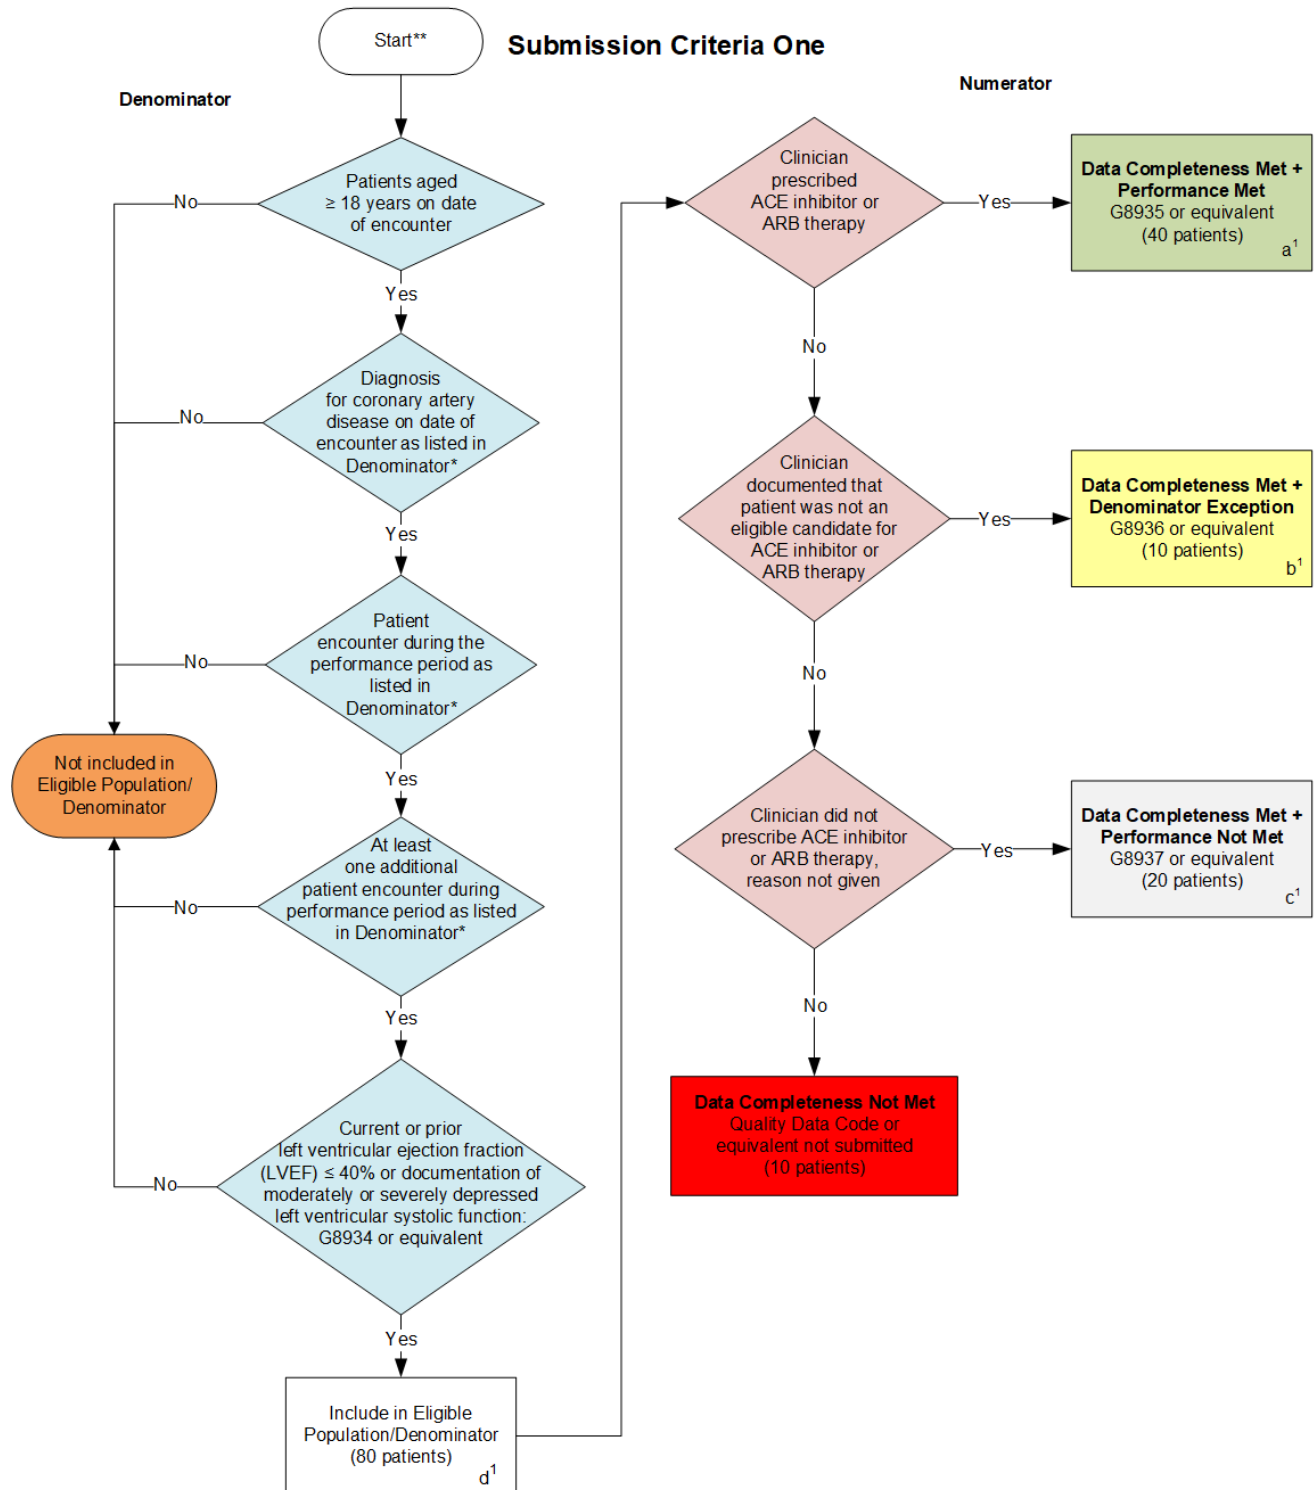 Start**
Submission Criteria One
Denominator
Patients aged
≥ 18 years on date
of encounter
No
Yes
Diagnosis
for coronary artery
disease on date of
encounter as listed in
Denominator*
No
Yes
Patient
encounter during the
performance period as
listed in
Denominator*
No
Yes
Not included in
Eligible Population/
Denominator
At least
one additional
patient encounter during
performance period as listed
in Denominator*
No
Yes
Current or prior
left ventricular ejection fraction
(LVEF) ≤ 40% or documentation of
moderately or severely depressed
left ventricular systolic function:
G8934 or equivalent
No
Yes
Include in Eligible
Population/Denominator
(80 patients)
d¹
Numerator
Clinician
prescribed
ACE inhibitor or
ARB therapy
Yes
Data Completeness Met +
Performance Met
G8935 or equivalent
(40 patients)
a¹
No
Clinician
documented that
patient was not an
eligible candidate for
ACE inhibitor or
ARB therapy
Yes
Data Completeness Met +
Denominator Exception
G8936 or equivalent
(10 patients)
b¹
No
Clinician did not
prescribe ACE inhibitor
or ARB therapy,
reason not given
Yes
Data Completeness Met +
Performance Not Met
G8937 or equivalent
(20 patients)
c¹
No
Data Completeness Not Met
Quality Data Code or
equivalent not submitted
(10 patients)